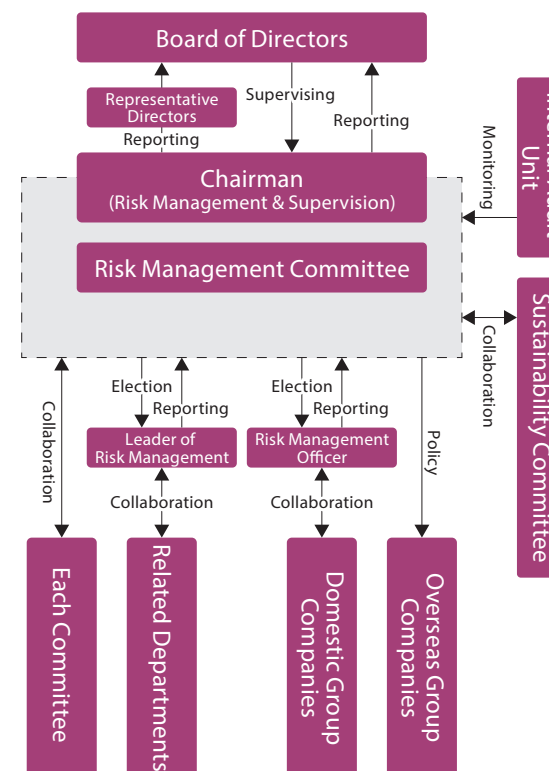 Board of Directors
Representative
Directors
Supervising
Reporting
Reporting
Chairman
(Risk Management & Supervision)
Monitoring
Unit
Risk Management Committee
Collaboration
Sustainability Committee
Election
Reporting
Election
Reporting
Collaboration
Leader of
Risk Management
Risk Management
Officer
Policy
Collaboration
Collaboration
Each Committee
Related Departments
Domestic Group
Companies
Overseas Group
Companies